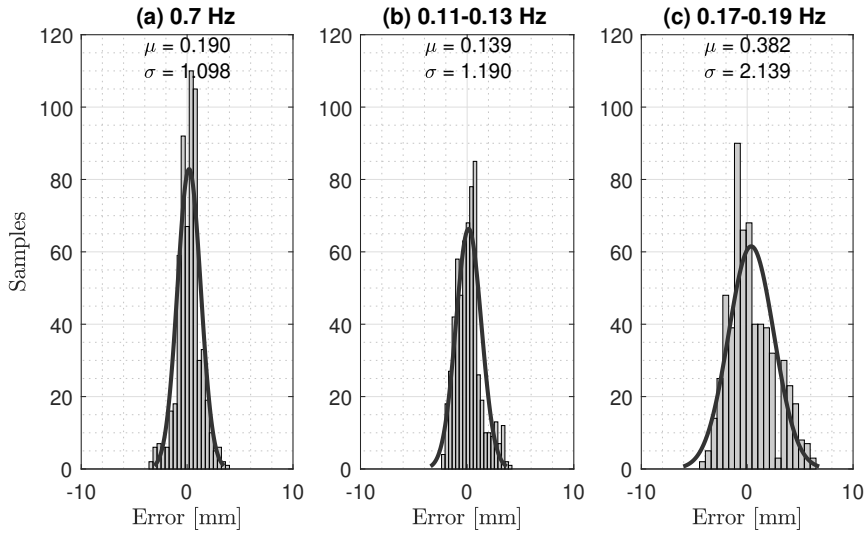 (a) 0.7 Hz
μ = 0.190
σ = 1.098
120
100
80
60
40
20
0
-10 0 10
Samples
Error [mm]
(b) 0.11-0.13 Hz
μ = 0.139
σ = 1.190
120
100
80
60
40
20
0
-10 0 10
Error [mm]
(c) 0.17-0.19 Hz
μ = 0.382
σ = 2.139
120
100
80
60
40
20
0
-10 0 10
Error [mm]